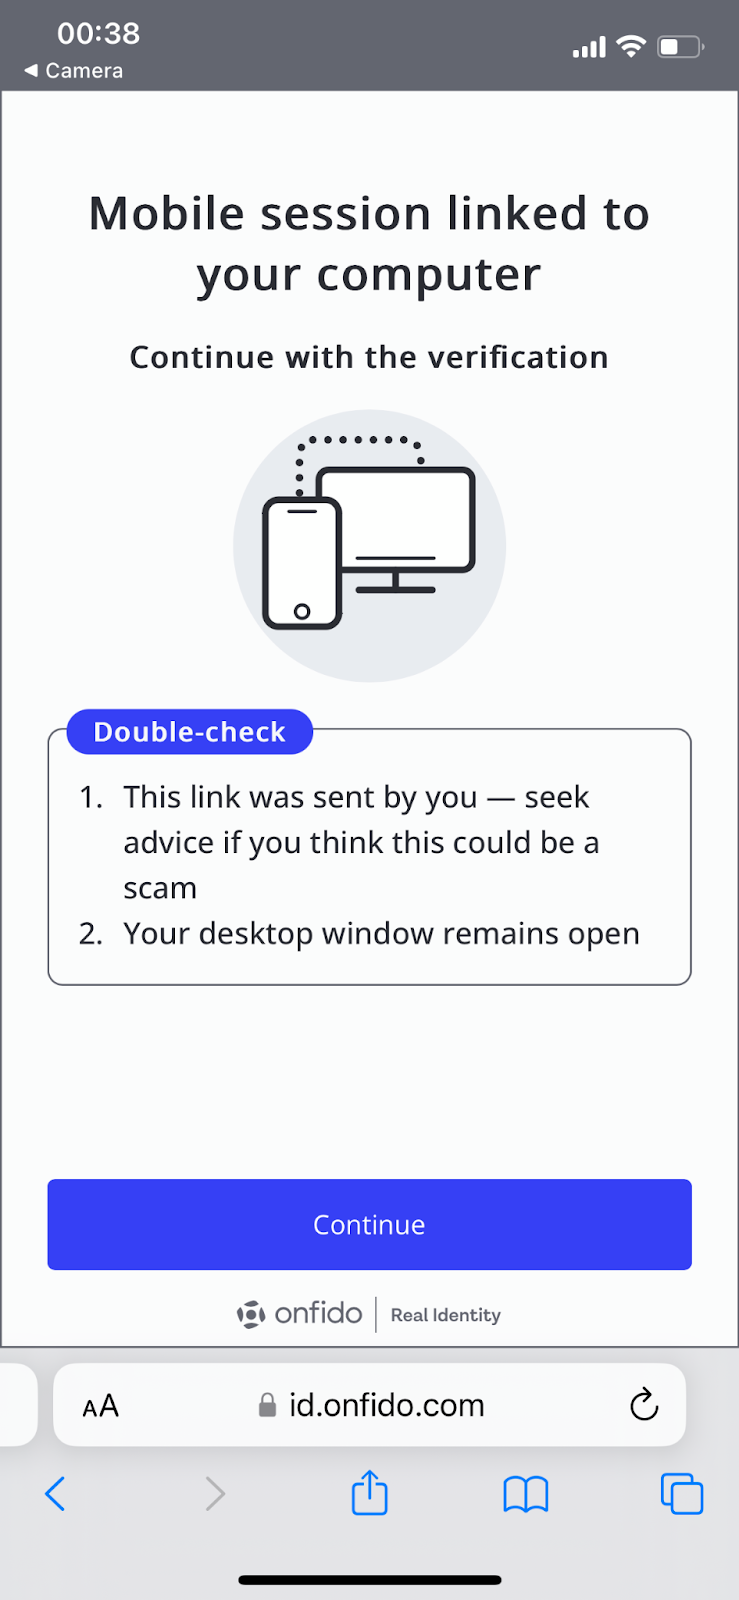 00:38
◀ Camera
Mobile session linked to
your computer
Continue with the verification
Double-check
1. This link was sent by you — seek
advice if you think this could be a
scam
2. Your desktop window remains open
Continue
onfido | Real Identity
AA id.onfido.com